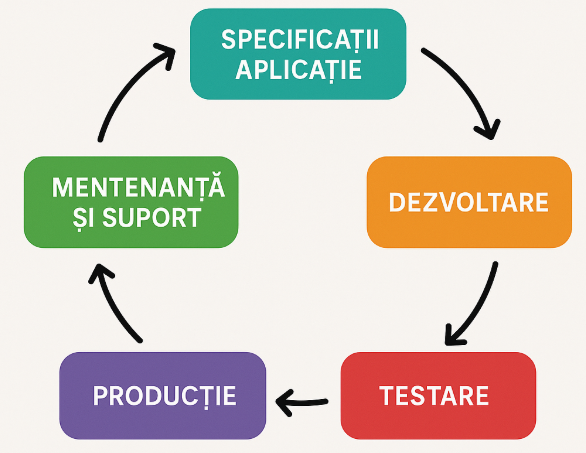 SPECIFICAȚII
APLICAȚIE
DEZVOLTARE
TESTARE
PRODUCȚIE
MENTENANȚĂ
ȘI SUPORT